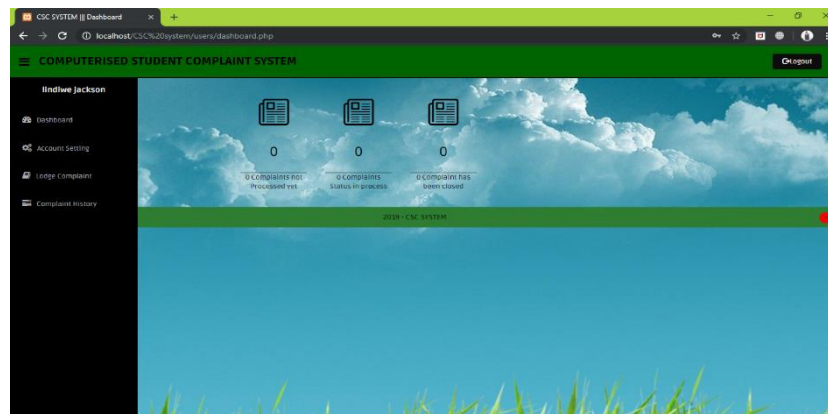 CSC SYSTEM || Dashboard
localhost/CSC%20system/users/dashboard.php
COMPUTERISED STUDENT COMPLAINT SYSTEM
Logout
lindiwe Jackson
Dashboard
Account Setting
Lodge Complaint
Complaint History
0
0 Complaints not
Processed yet
0
0 Complaints
Status in process
0
0 Complaint has
been closed
2019 - CSC SYSTEM